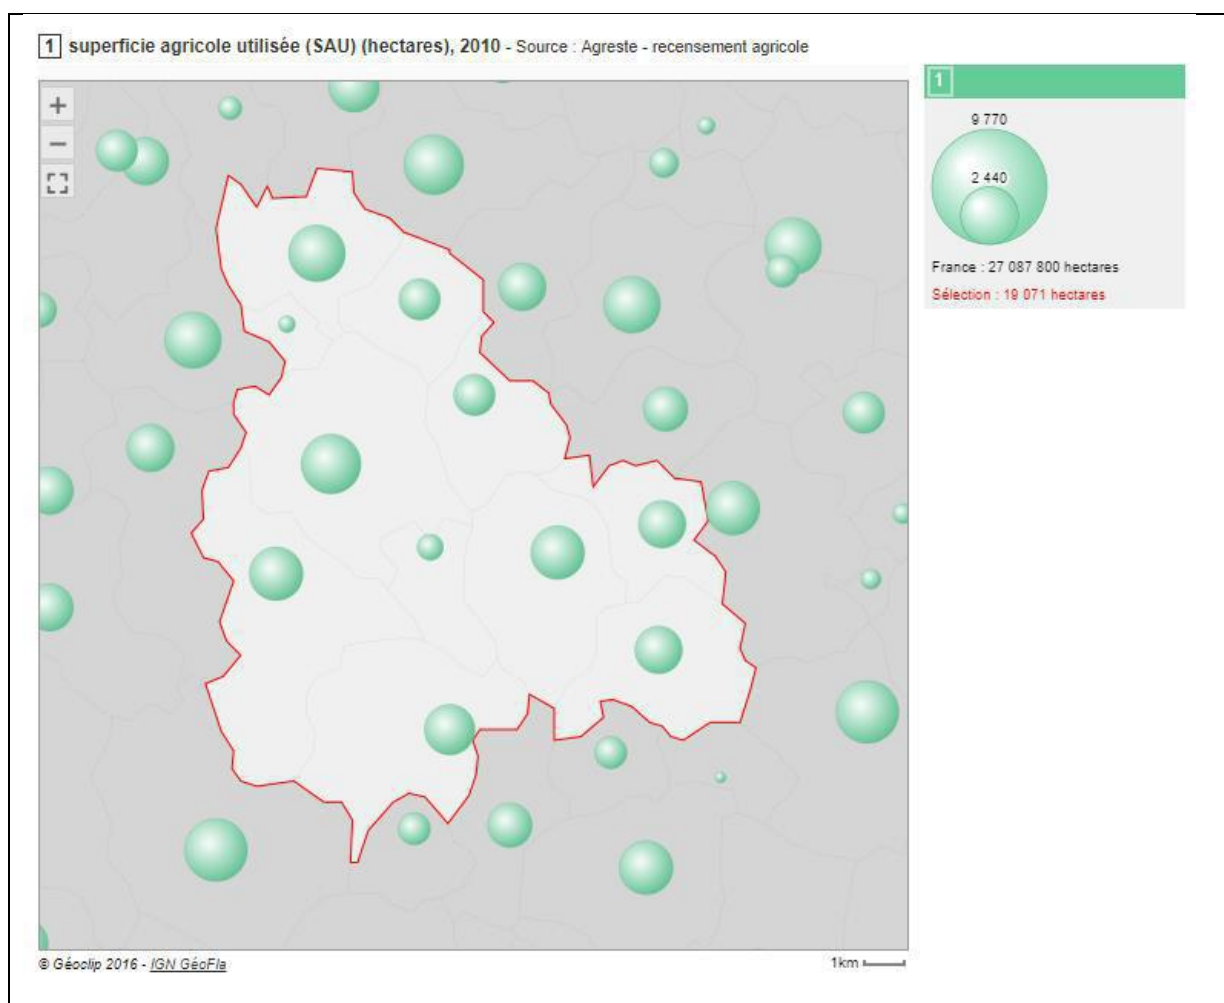 1 superficie agricole utilisée (SAU) (hectares), 2010 - Source : Agreste - recensement agricole
1
9 770
2 440
France : 27 087 800 hectares
Sélection : 19 071 hectares
+
−
© Géoclip 2016 - IGN GéoFla
1km